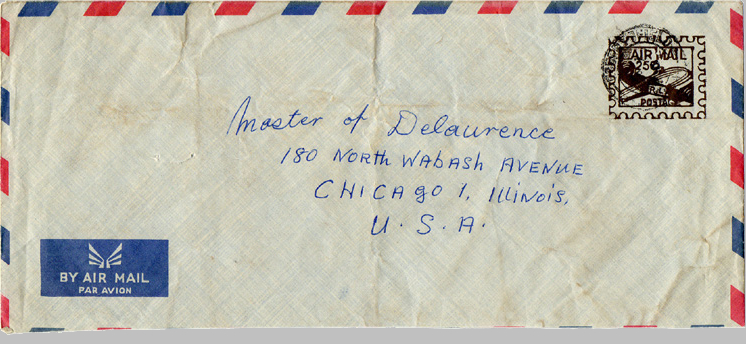 AIR MAIL
25¢
POSTAGE
Master of Delaurence
180 NORTH WABASH AVENUE
CHICAGO 1, ILLINOIS,
U. S. A.
BY AIR MAIL
PAR AVION